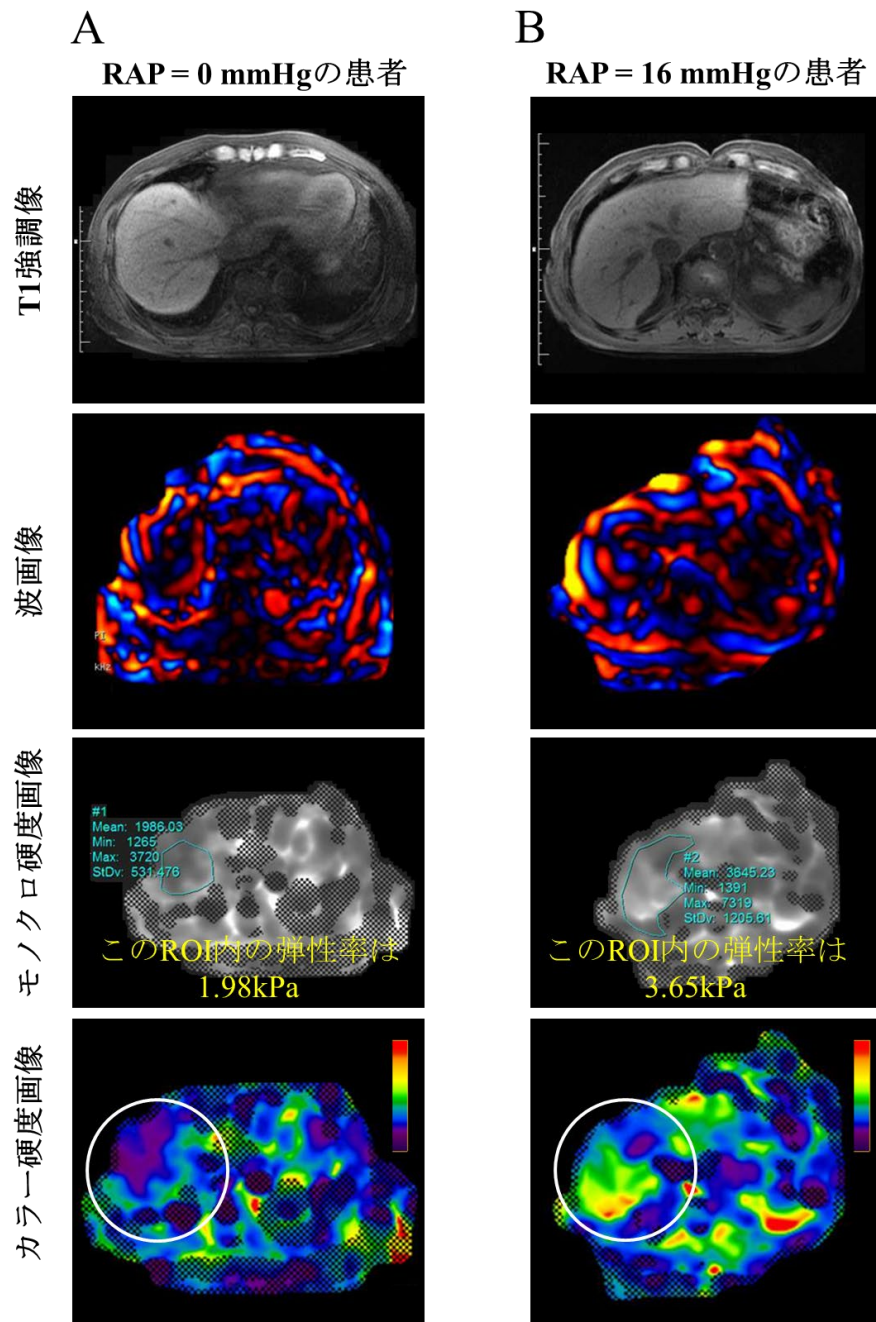 A
B
RAP = 0 mmHgの患者
RAP = 16 mmHgの患者
T1強調像
波画像
PI
kHz
モノクロ硬度画像
#1
Mean: 1986.03
Min: 1265
Max: 3720
StDv: 531.476
このROI内の弾性率は
1.98kPa
#2
Mean: 3645.23
Min: 1391
Max: 7319
StDv: 1205.61
このROI内の弾性率は
3.65kPa
カラー硬度画像